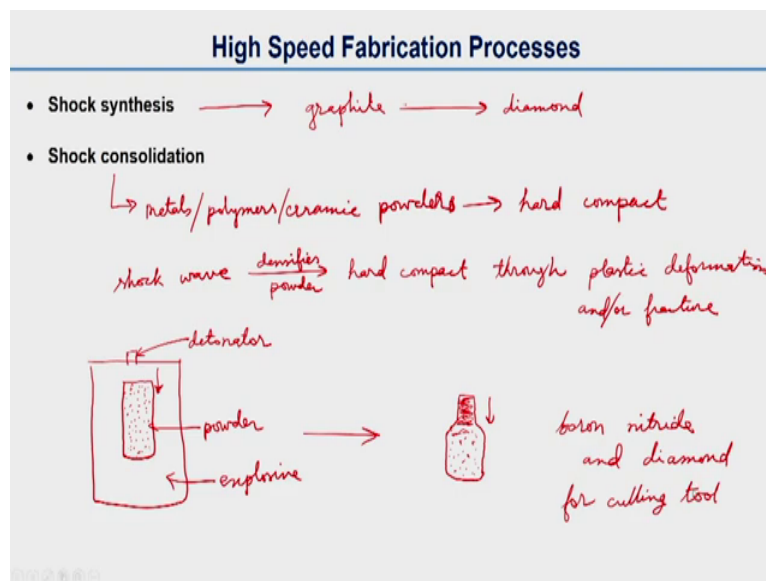 High Speed Fabrication Processes
• Shock synthesis → graphite → diamond
• Shock consolidation
↳ metals/polymers/ceramic powders → hard compact
shock wave densifies powder → hard compact through plastic deformation
and/or fracture
detonator
powder
explosive
boron nitride
and diamond
for cutting tool